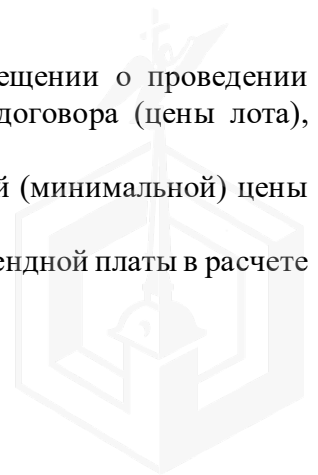 ещении о проведении
договора (цены лота),
й (минимальной) цены
ендной платы в расчете